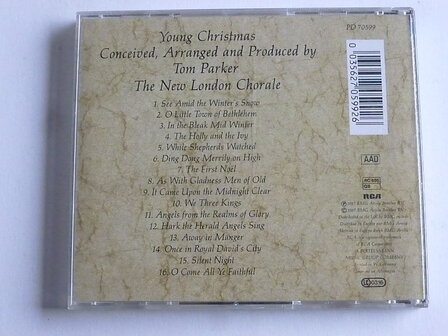 PD 70599
Young Christmas
Conceived, Arranged and Produced by
Tom Parker
The New London Chorale
1. See Amid the Winter's Snow
2. O Little Town of Bethlehem
3. In the Bleak Mid Winter
4. The Holly and the Ivy
5. While Shepherds Watched
6. Ding Dong Merrily on High
7. The First Noel
8. As With Gladness Men of Old
9. It Came Upon the Midnight Clear
10. We Three Kings
11. Angels from the Realms of Glory
12. Hark the Herald Angels Sing
13. Away in Manger
14. Once in Royal David's City
15. Silent Night
16. O Come All Ye Faithful
0 035627 059926
AAD
RCA